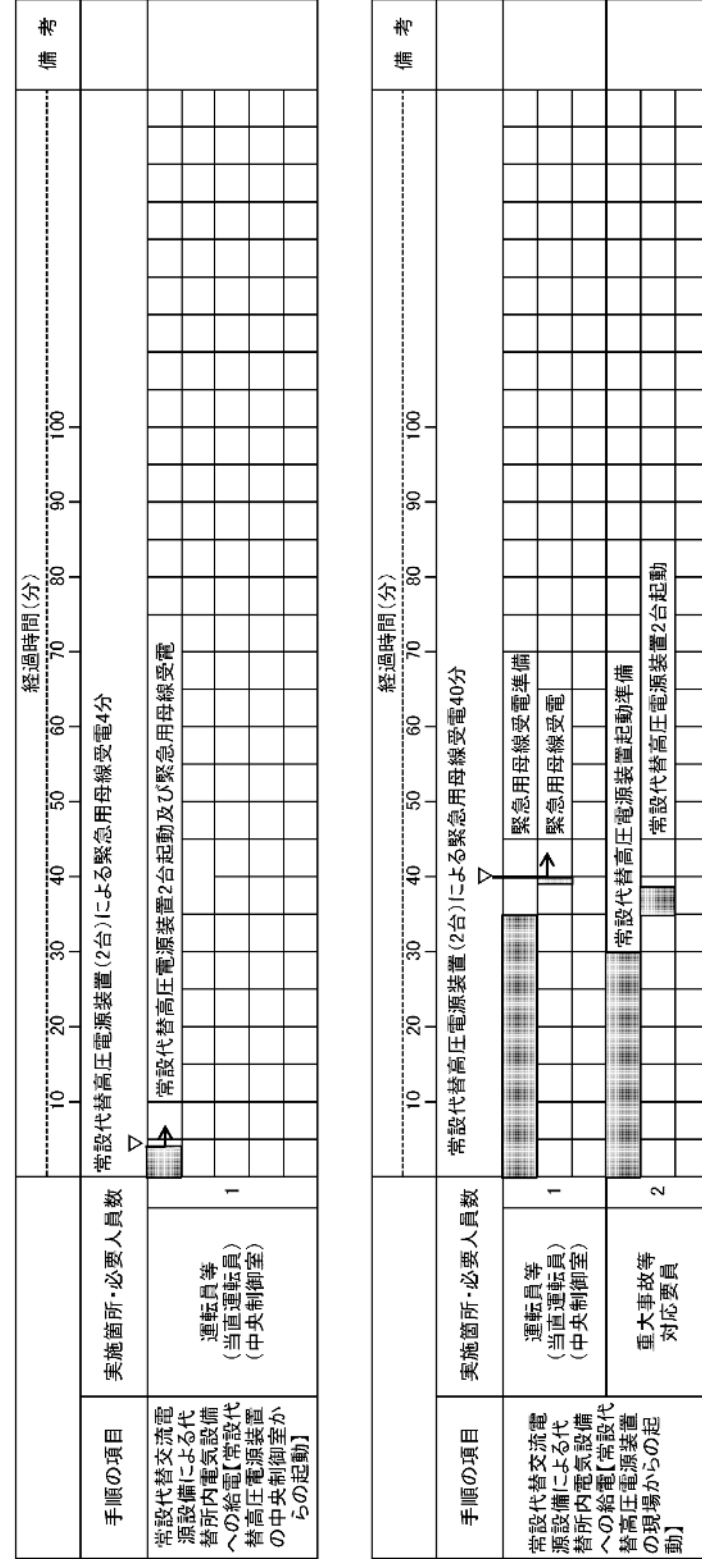 手順の項目
実施箇所・必要人員数
経過時間(分)
備 考
10 20 30 40 50 60 70 80 90 100
常設代替高圧電源装置(2台)による緊急用母線受電4分
常設代替交流電
源設備による代
替所内電気設備
への給電【常設代
替高圧電源装置
の中央制御室か
らの起動】
運転員等
(当直運転員)
(中央制御室)
1
常設代替高圧電源装置2台起動及び緊急用母線受電
手順の項目
実施箇所・必要人員数
経過時間(分)
備 考
10 20 30 40 50 60 70 80 90 100
常設代替高圧電源装置(2台)による緊急用母線受電40分
常設代替交流電
源設備による代
替所内電気設備
への給電【常設代
替高圧電源装置
の現場からの起
動】
運転員等
(当直運転員)
(中央制御室)
1
緊急用母線受電準備
緊急用母線受電
重大事故等
対応要員
2
常設代替高圧電源装置起動準備
常設代替高圧電源装置2台起動